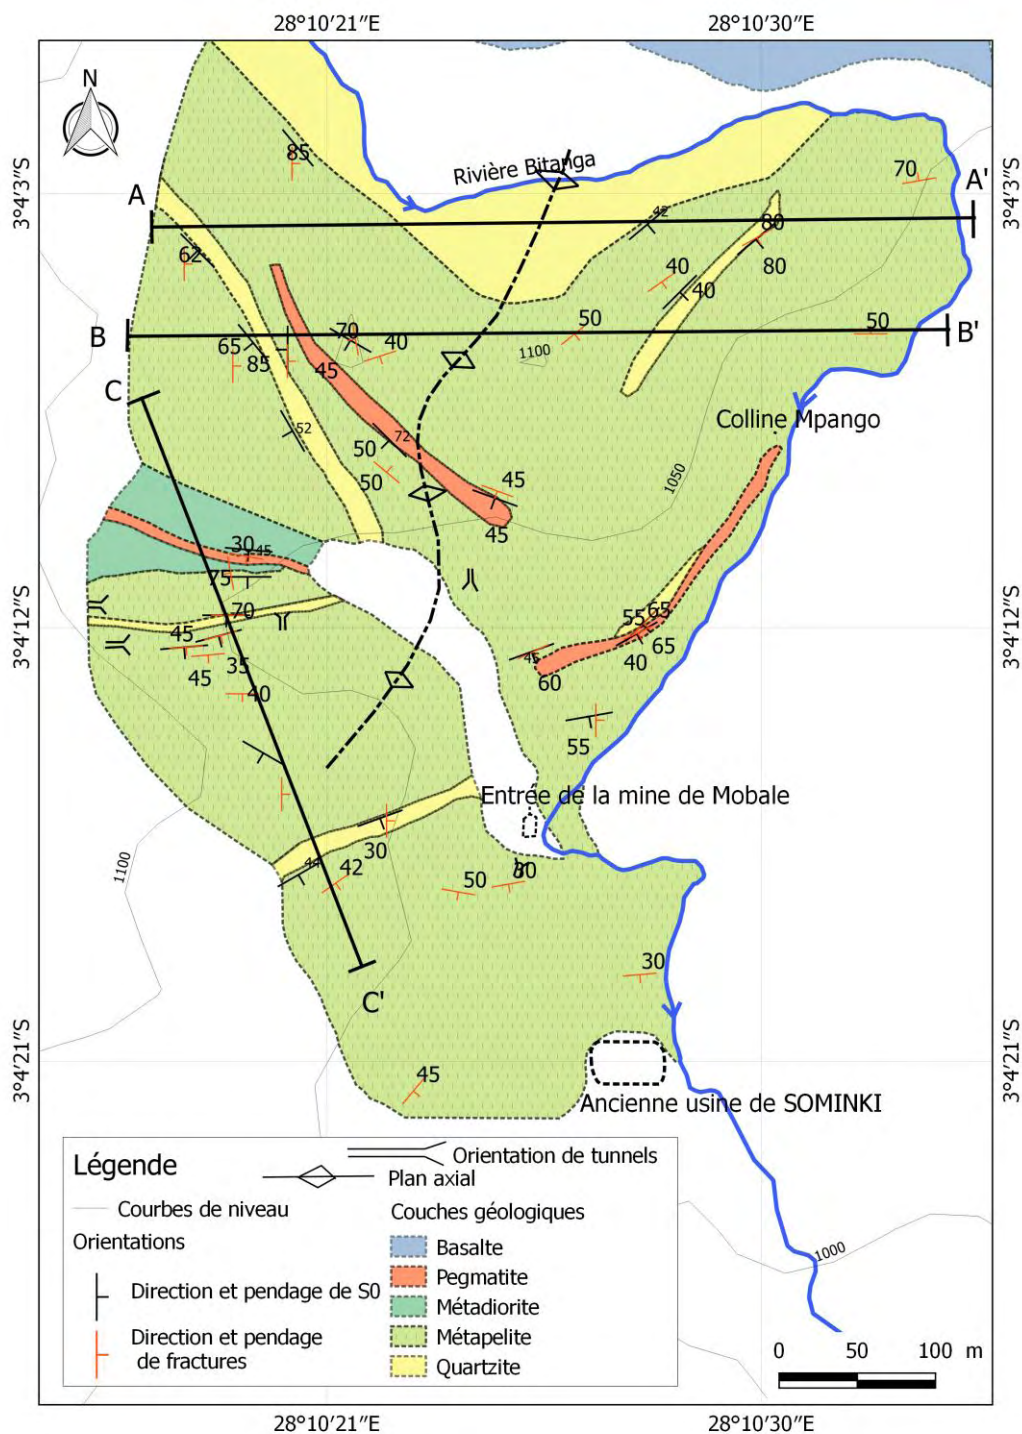 28°10′21″E 28°10′30″E
N
3°4′3″S 3°4′3″S
85
Rivière Bitanga
70
A A'
42
80
62
40
80
40
B B'
65
85
70
40
45
50
1100
50
C
52
72
50
50
Colline Mpango
1050
45
45
30
45
75
3°4′12″S 3°4′12″S
70
45
35
45
40
55
65
65
40
45
60
55
Entrée de la mine de Mobale
1100
30
44
42
50
30
30
C'
3°4′21″S 3°4′21″S
45
Ancienne usine de SOMINKI
Légende
Orientation de tunnels
Plan axial
Courbes de niveau
Couches géologiques
Orientations
Basalte
Pegmatite
Direction et pendage de S0
Métadiorite
Direction et pendage
de fractures
Métapelite
Quartzite
1000
0 50 100 m
28°10′21″E 28°10′30″E